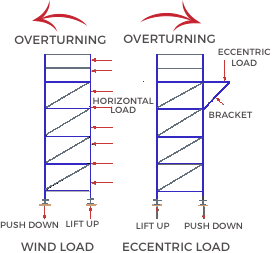 OVERTURNING
OVERTURNING
ECCENTRIC
LOAD
HORIZONTAL
LOAD
BRACKET
PUSH DOWN
LIFT UP
LIFT UP
PUSH DOWN
WIND LOAD
ECCENTRIC LOAD